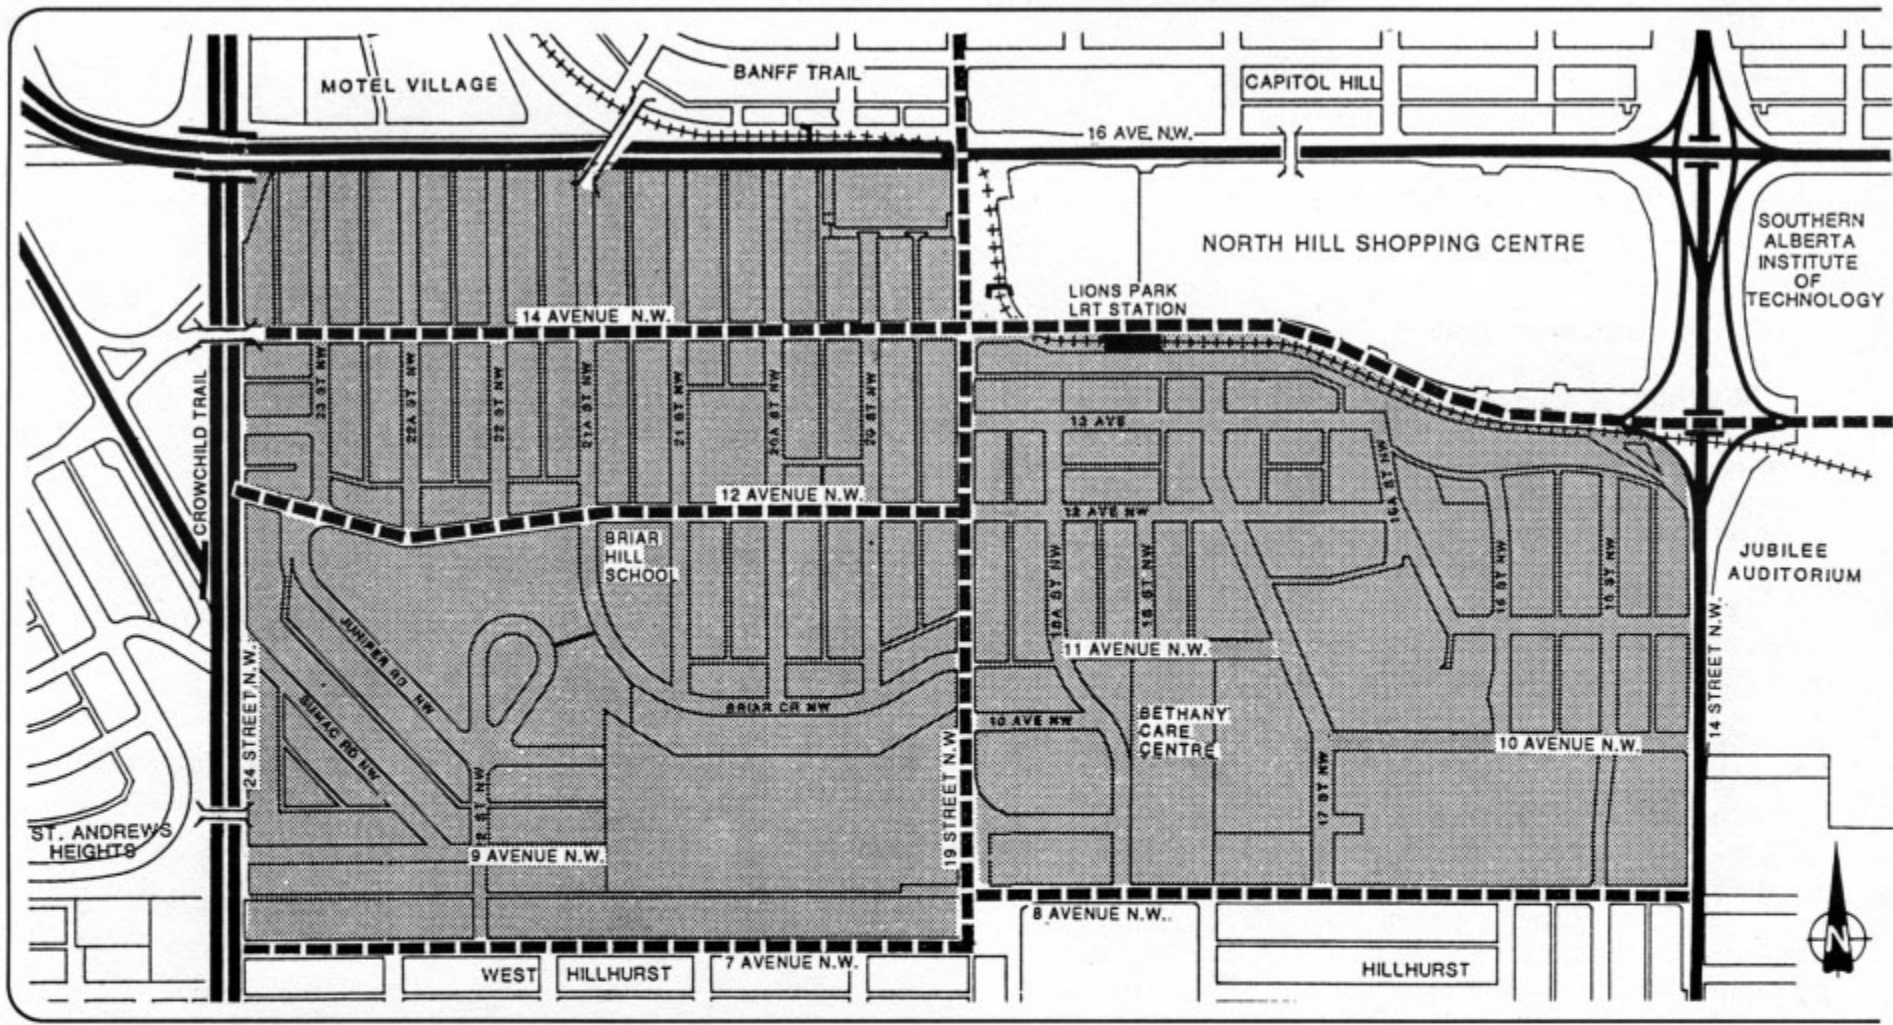 MOTEL VILLAGE
BANFF TRAIL
CAPITOL HILL
16 AVE. N.W.
SOUTHERN
ALBERTA
INSTITUTE
OF
TECHNOLOGY
NORTH HILL SHOPPING CENTRE
LIONS PARK
LRT STATION
14 AVENUE N.W.
CROWCHILD TRAIL
23 ST NW
22A ST NW
22 ST NW
21A ST NW
21 ST NW
20A ST NW
20 ST NW
13 AVE
19A ST NW
12 AVENUE N.W.
12 AVE NW
BRIAR
HILL
SCHOOL
18A ST NW
18 ST NW
16 ST NW
15 ST NW
JUBILEE
AUDITORIUM
JUNIPER RD NW
SUMAC RD NW
24 STREET N.W.
11 AVENUE N.W.
14 STREET N.W.
BRIAR CR NW
10 AVE NW
BETHANY
CARE
CENTRE
10 AVENUE N.W.
22 ST NW
19 STREET N.W.
17 ST NW
ST. ANDREWS
HEIGHTS
9 AVENUE N.W.
8 AVENUE N.W..
7 AVENUE N.W.
WEST HILLHURST
HILLHURST
N